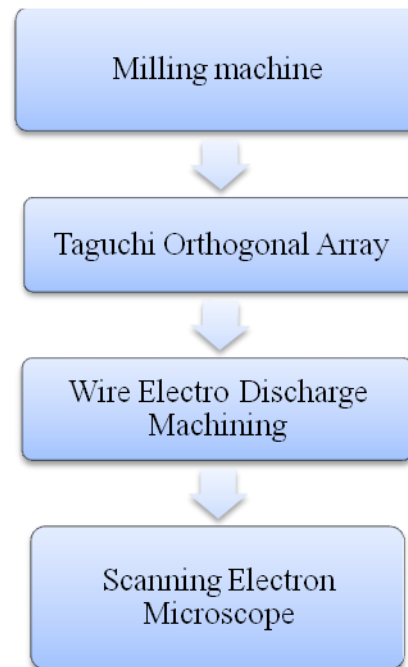 Milling machine
Taguchi Orthogonal Array
Wire Electro Discharge
Machining
Scanning Electron
Microscope